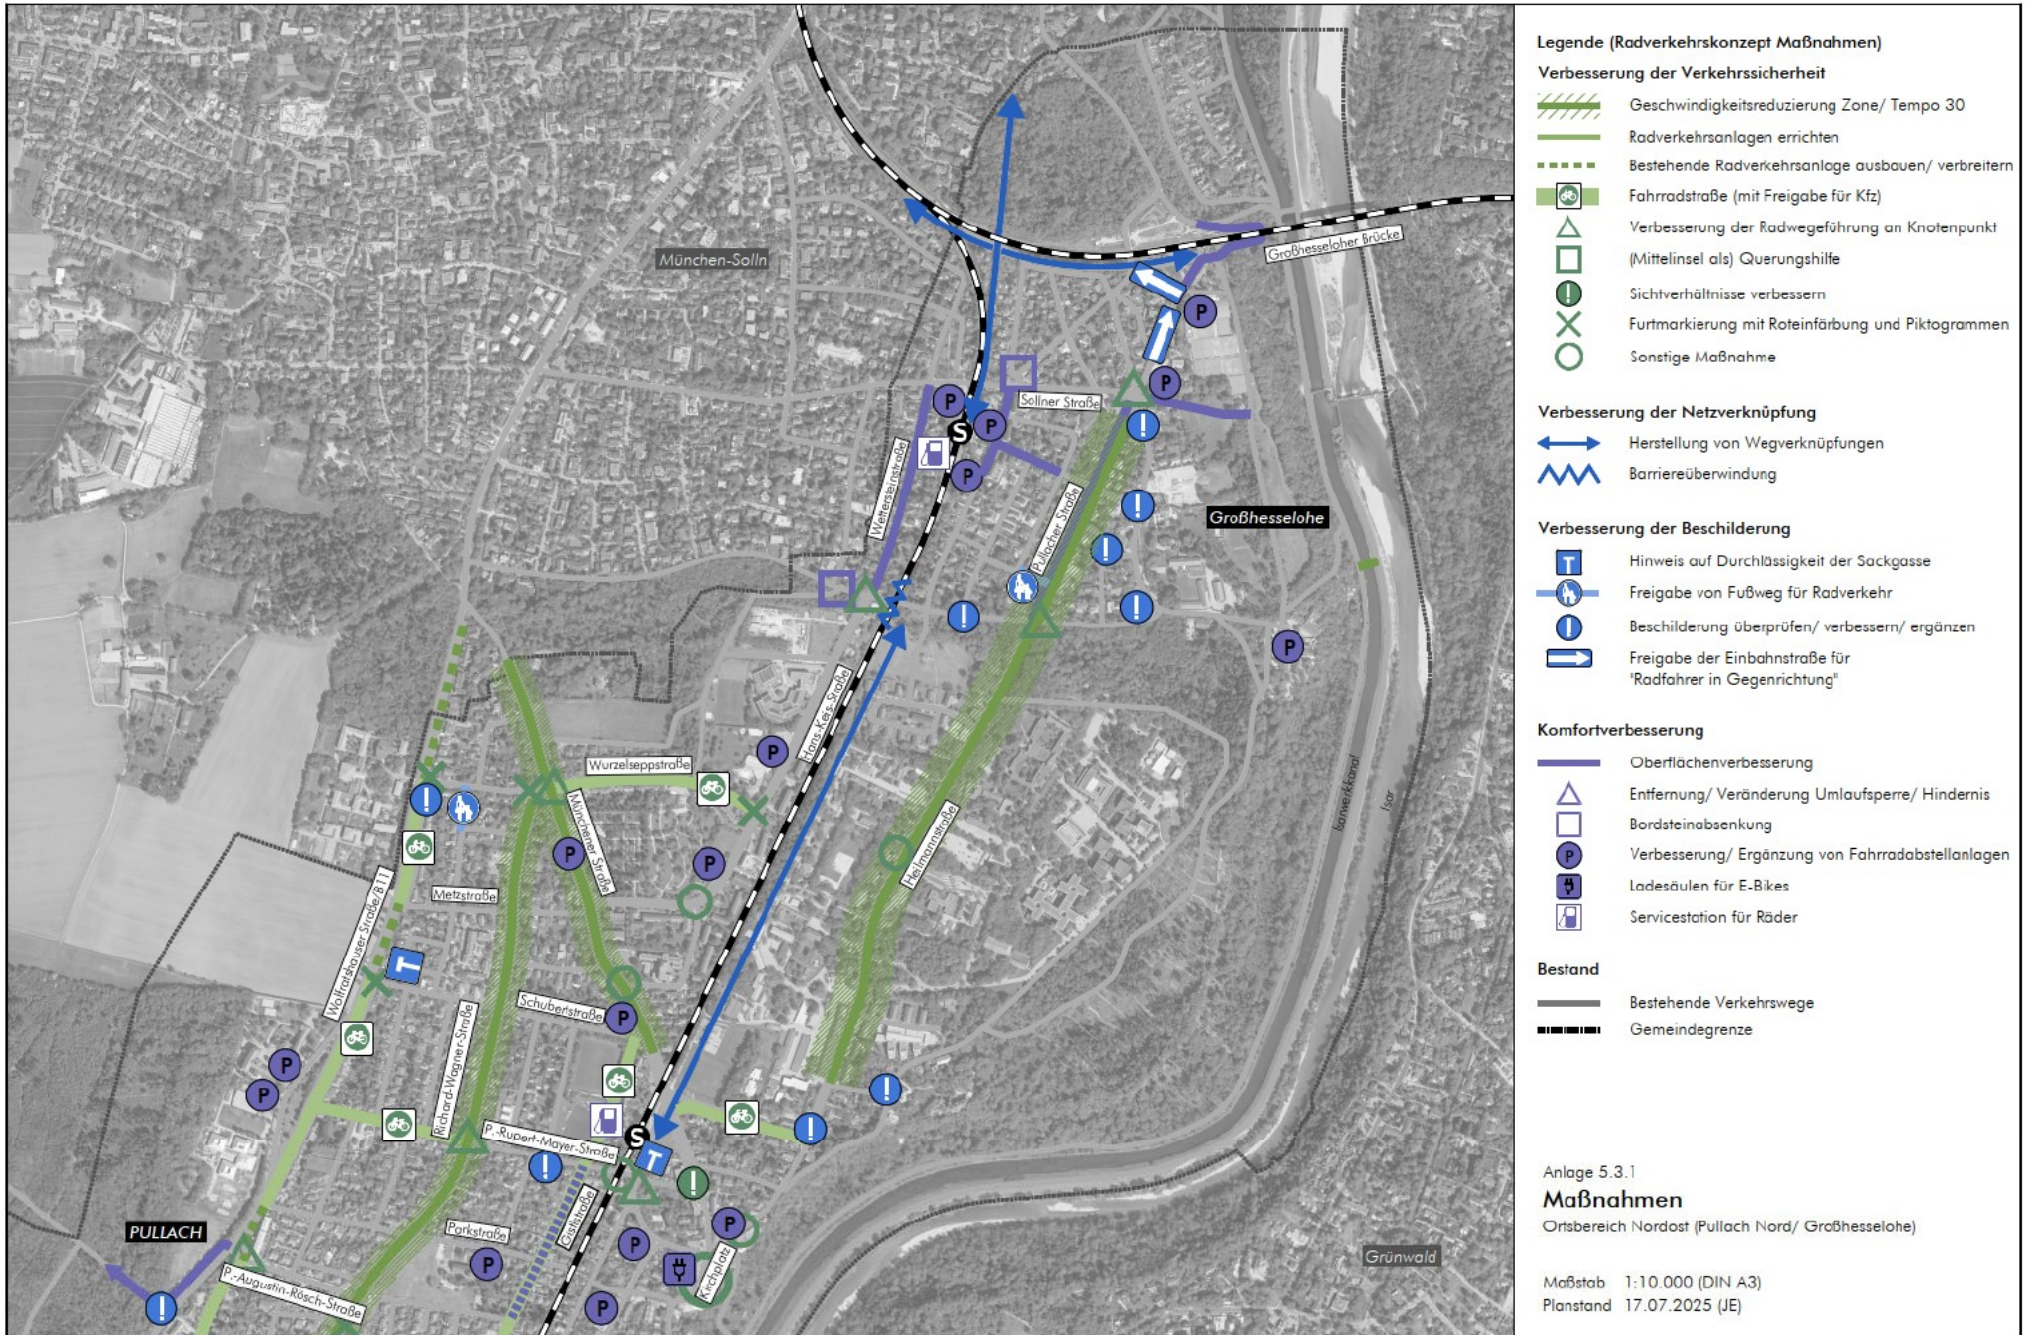 Legende (Radverkehrskonzept Maßnahmen)
Verbesserung der Verkehrssicherheit
Geschwindigkeitsreduzierung Zone/ Tempo 30
Radverkehrsanlagen errichten
Bestehende Radverkehrsanlage ausbauen/ verbreitern
Fahrradstraße (mit Freigabe für Kfz)
Verbesserung der Radwegeführung an Knotenpunkt
(Mittelinsel als) Querungshilfe
Sichtverhältnisse verbessern
Furtmarkierung mit Roteinfärbung und Piktogrammen
Sonstige Maßnahme
Verbesserung der Netzverknüpfung
Herstellung von Wegverknüpfungen
Barriereüberwindung
Verbesserung der Beschilderung
Hinweis auf Durchlässigkeit der Sackgasse
Freigabe von Fußweg für Radverkehr
Beschilderung überprüfen/ verbessern/ ergänzen
Freigabe der Einbahnstraße für
"Radfahrer in Gegenrichtung"
Komfortverbesserung
Oberflächenverbesserung
Entfernung/ Veränderung Umlaufsperre/ Hindernis
Bordsteinabsenkung
Verbesserung/ Ergänzung von Fahrradabstellanlagen
Ladesäulen für E-Bikes
Servicestation für Räder
Bestand
Bestehende Verkehrswege
Gemeindegrenze
Anlage 5.3.1
Maßnahmen
Ortsbereich Nordost (Pullach Nord/ Großhesselohe)
Maßstab 1:10.000 (DIN A3)
Planstand 17.07.2025 (JE)
München-Solln
Großhesseloher Brücke
Sollner Straße
Wettersteinstraße
Pullacher Straße
Großhesselohe
Hans-Keis-Straße
Wurzelseppstraße
Münchener Straße
Heilmannstraße
Isarwerkkanal
Isar
Metzstraße
Wolfratshauser Straße/B11
Schubertstraße
Richard-Wagner-Straße
P.-Rupert-Mayer-Straße
Parkstraße
Gistlstraße
Kirchplatz
PULLACH
P.-Augustin-Rösch-Straße
Grünwald